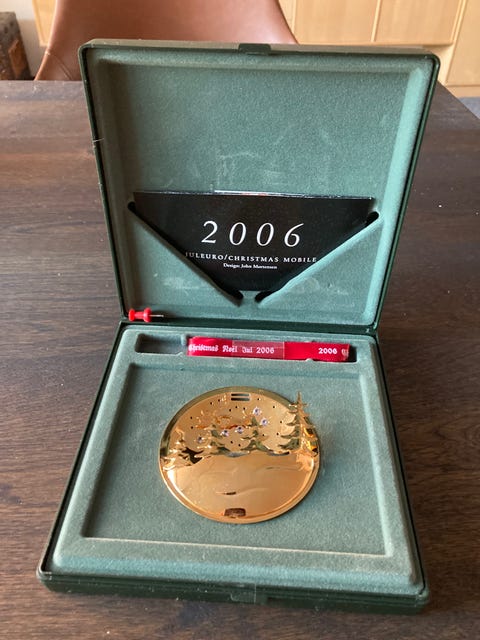 2006
JULEURO/CHRISTMAS MOBILE
Design: John Mortensen
Christmas Noël Jul 2006
2006